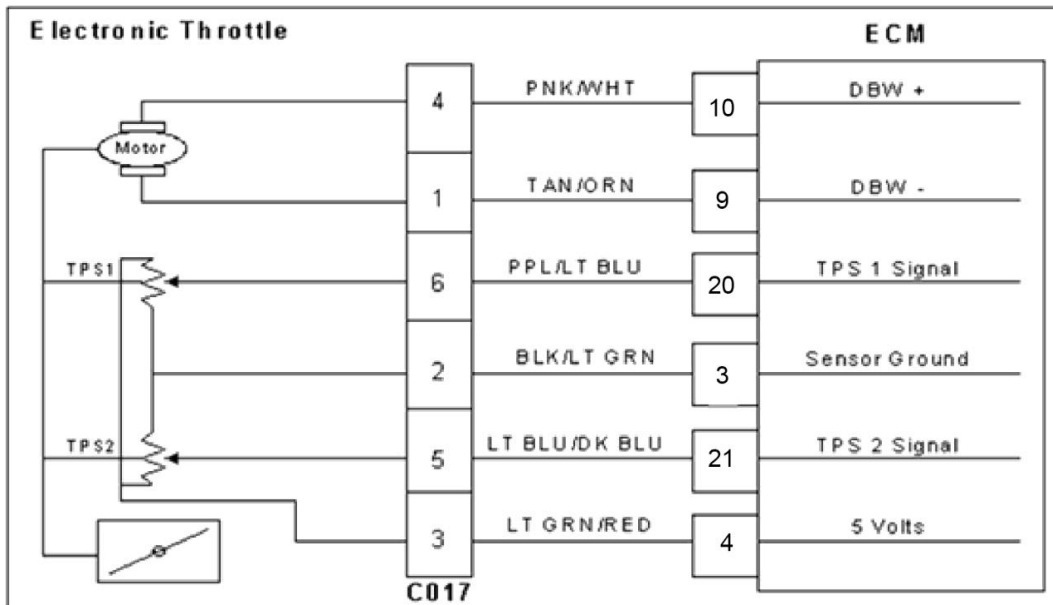 Electronic Throttle
ECM
4 PNK/WHT 10 DBW +
Motor
1 TAN/ORN 9 DBW -
TPS1 6 PPL/LT BLU 20 TPS 1 Signal
2 BLK/LT GRN 3 Sensor Ground
TPS2 5 LT BLU/DK BLU 21 TPS 2 Signal
3 LT GRN/RED 4 5 Volts
C017